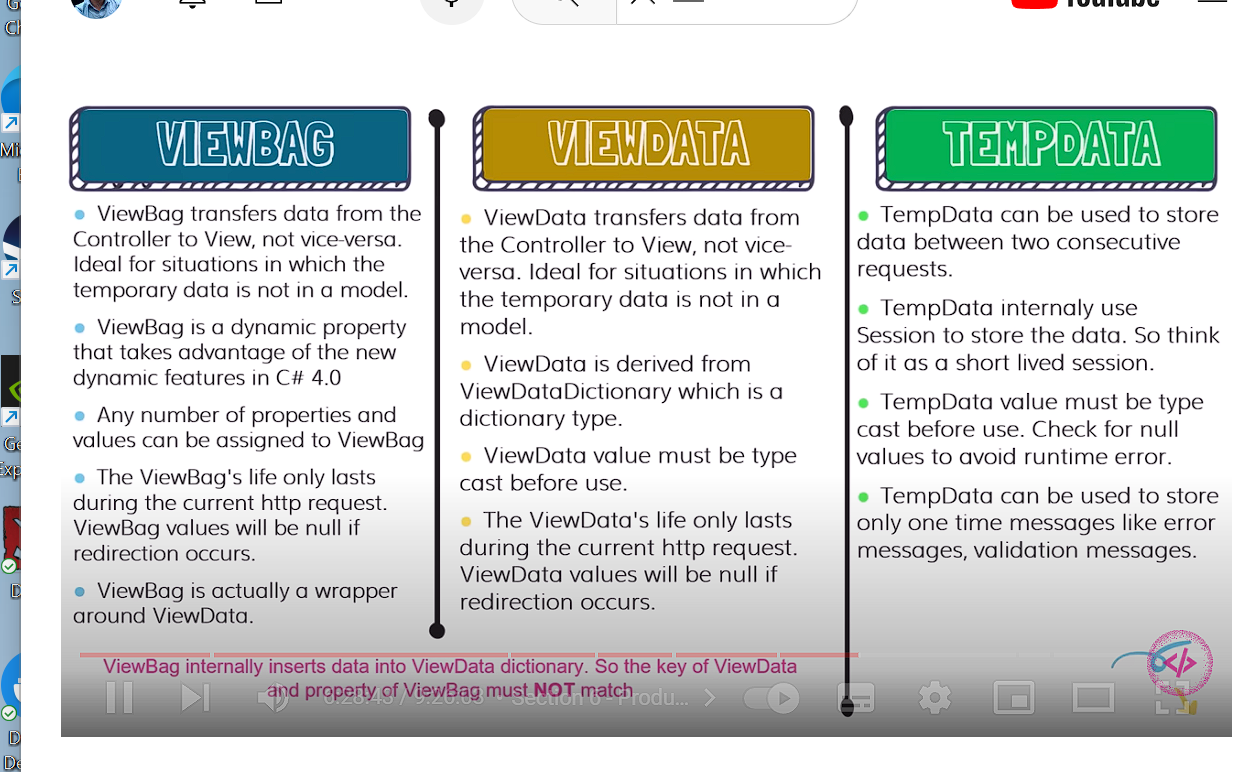 YouTube
VIEWBAG
ViewBag transfers data from the
Controller to View, not vice-versa.
Ideal for situations in which the
temporary data is not in a model.
ViewBag is a dynamic property
that takes advantage of the new
dynamic features in C# 4.0
Any number of properties and
values can be assigned to ViewBag
The ViewBag's life only lasts
during the current http request.
ViewBag values will be null if
redirection occurs.
ViewBag is actually a wrapper
around ViewData.
VIEWDATA
ViewData transfers data from
the Controller to View, not vice-
versa. Ideal for situations in which
the temporary data is not in a
model.
ViewData is derived from
ViewDataDictionary which is a
dictionary type.
ViewData value must be type
cast before use.
The ViewData's life only lasts
during the current http request.
ViewData values will be null if
redirection occurs.
TEMPDATA
TempData can be used to store
data between two consecutive
requests.
TempData internaly use
Session to store the data. So think
of it as a short lived session.
TempData value must be type
cast before use. Check for null
values to avoid runtime error.
TempData can be used to store
only one time messages like error
messages, validation messages.
ViewBag internally inserts data into ViewData dictionary. So the key of ViewData
and property of ViewBag must NOT match
Section 6 - Produ...